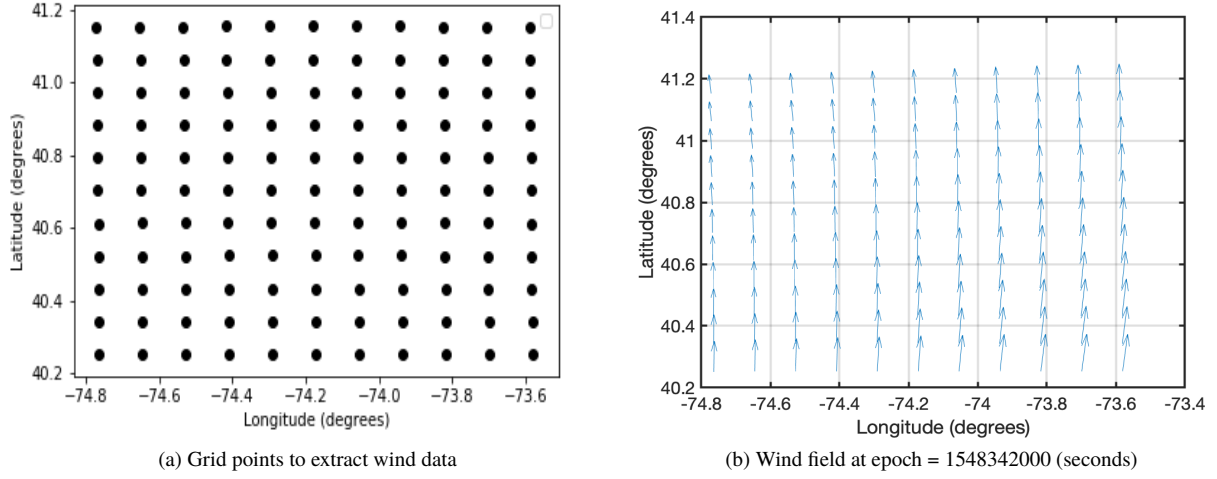 41.2
41.0
40.8
40.6
40.4
40.2
Latitude (degrees)
−74.8 −74.6 −74.4 −74.2 −74.0 −73.8 −73.6
Longitude (degrees)
(a) Grid points to extract wind data
41.4
41.2
41
40.8
40.6
40.4
40.2
Latitude (degrees)
-74.8 -74.6 -74.4 -74.2 -74 -73.8 -73.6 -73.4
Longitude (degrees)
(b) Wind field at epoch = 1548342000 (seconds)